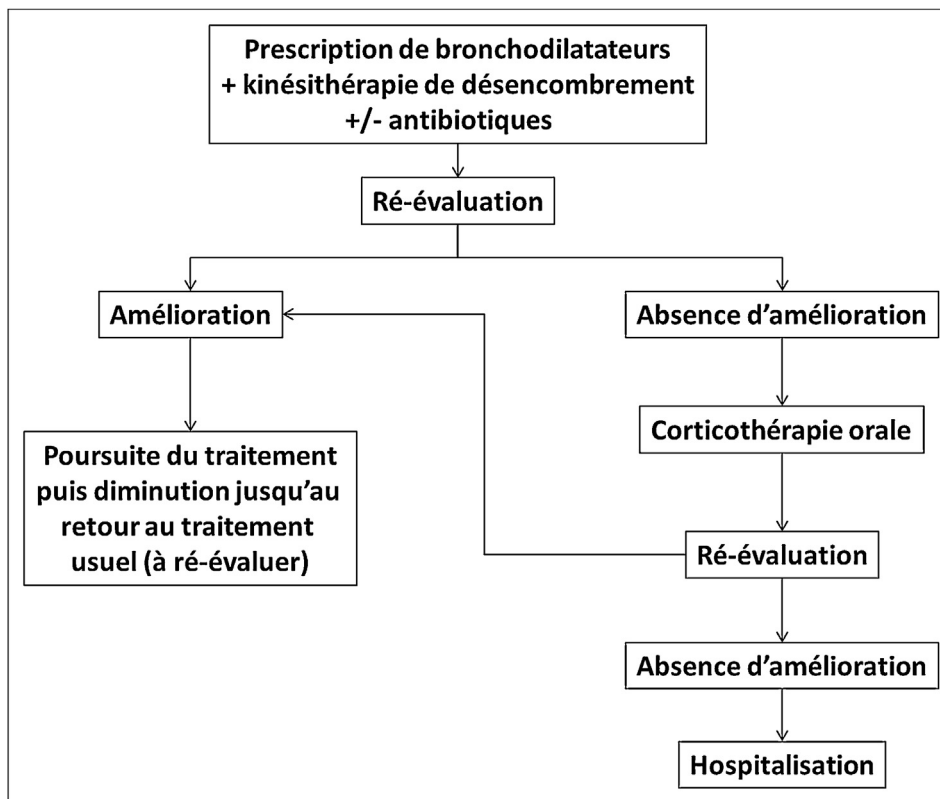 Prescription de bronchodilatateurs
+ kinésithérapie de désencombrement
+/- antibiotiques
Ré-évaluation
Amélioration
Absence d'amélioration
Corticothérapie orale
Poursuite du traitement
puis diminution jusqu'au
retour au traitement
usuel (à ré-évaluer)
Ré-évaluation
Absence d'amélioration
Hospitalisation